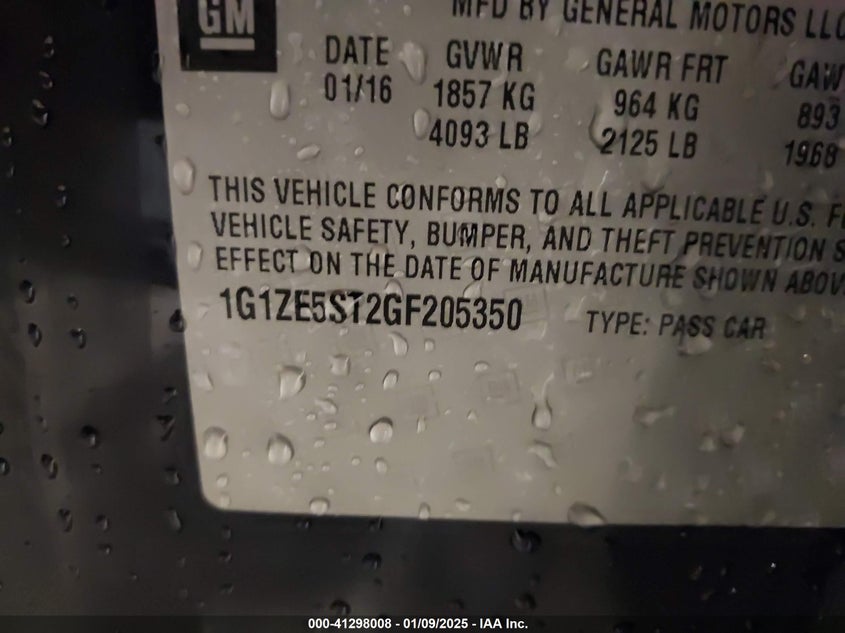 GM
MFD BY GENERAL MOTORS LLC
DATE GVWR GAWR FRT GAW
01/16 1857 KG 964 KG 893
4093 LB 2125 LB 1968
THIS VEHICLE CONFORMS TO ALL APPLICABLE U.S. F
VEHICLE SAFETY, BUMPER, AND THEFT PREVENTION S
EFFECT ON THE DATE OF MANUFACTURE SHOWN ABOV
1G1ZE5ST2GF205350 TYPE: PASS CAR
000-41298008 - 01/09/2025 - IAA Inc.